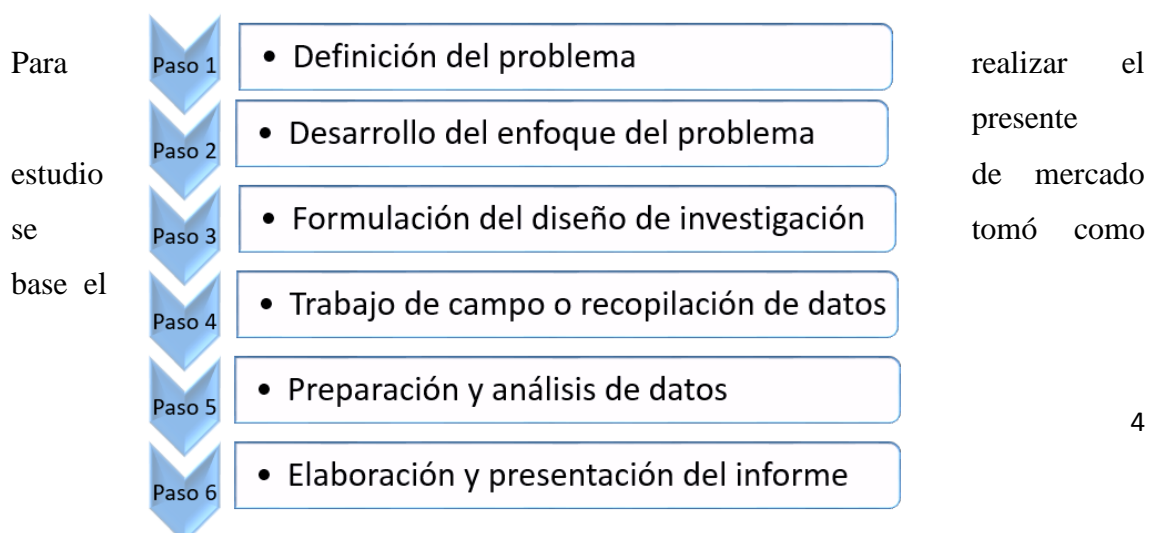 Para realizar el
presente
estudio de mercado
se tomó como
base el
Paso 1
• Definición del problema
Paso 2
• Desarrollo del enfoque del problema
Paso 3
• Formulación del diseño de investigación
Paso 4
• Trabajo de campo o recopilación de datos
Paso 5
• Preparación y análisis de datos
Paso 6
• Elaboración y presentación del informe
4